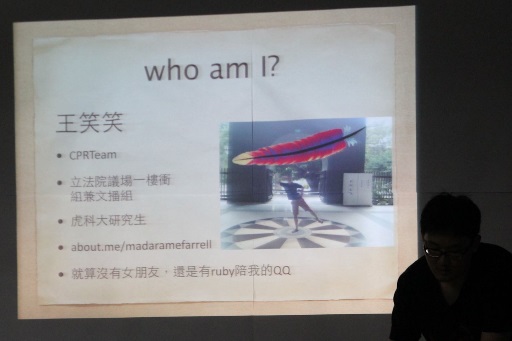 who am I?
王笑笑
CPRTeam
立法院議場一樓衝
組兼文播組
虎科大研究生
about.me/madaramefarrell
就算沒有女朋友、還是有ruby陪我的QQ